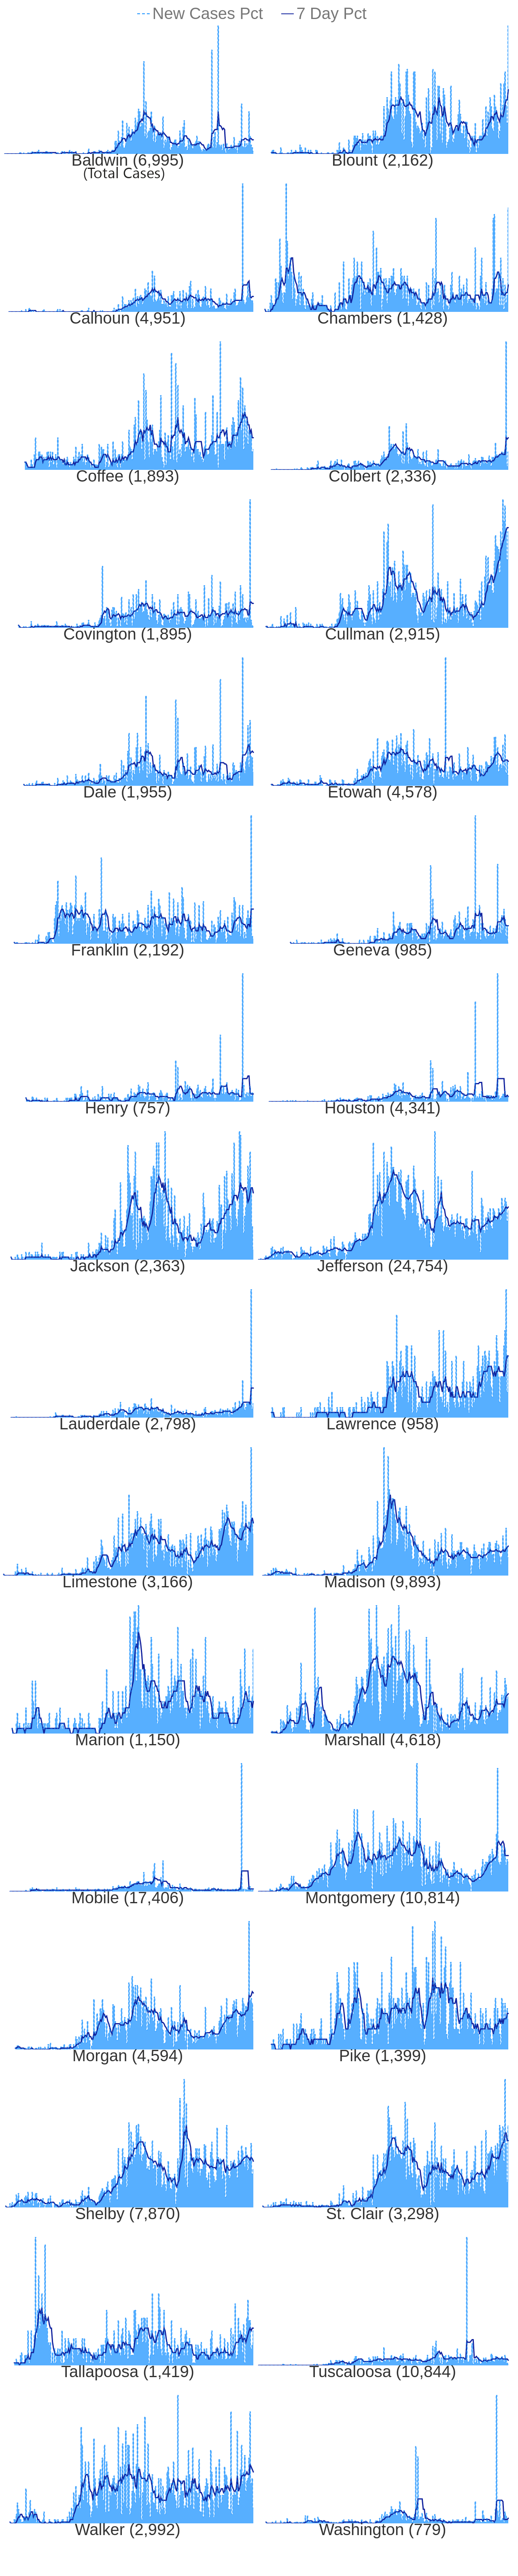 New Cases Pct 7 Day Pct
Baldwin (6,995) Blount (2,162)
(Total Cases)
Calhoun (4,951) Chambers (1,428)
Coffee (1,893) Colbert (2,336)
Covington (1,895) Cullman (2,915)
Dale (1,955) Etowah (4,578)
Franklin (2,192) Geneva (985)
Henry (757) Houston (4,341)
Jackson (2,363) Jefferson (24,754)
Lauderdale (2,798) Lawrence (958)
Limestone (3,166) Madison (9,893)
Marion (1,150) Marshall (4,618)
Mobile (17,406) Montgomery (10,814)
Morgan (4,594) Pike (1,399)
Shelby (7,870) St. Clair (3,298)
Tallapoosa (1,419) Tuscaloosa (10,844)
Walker (2,992) Washington (779)